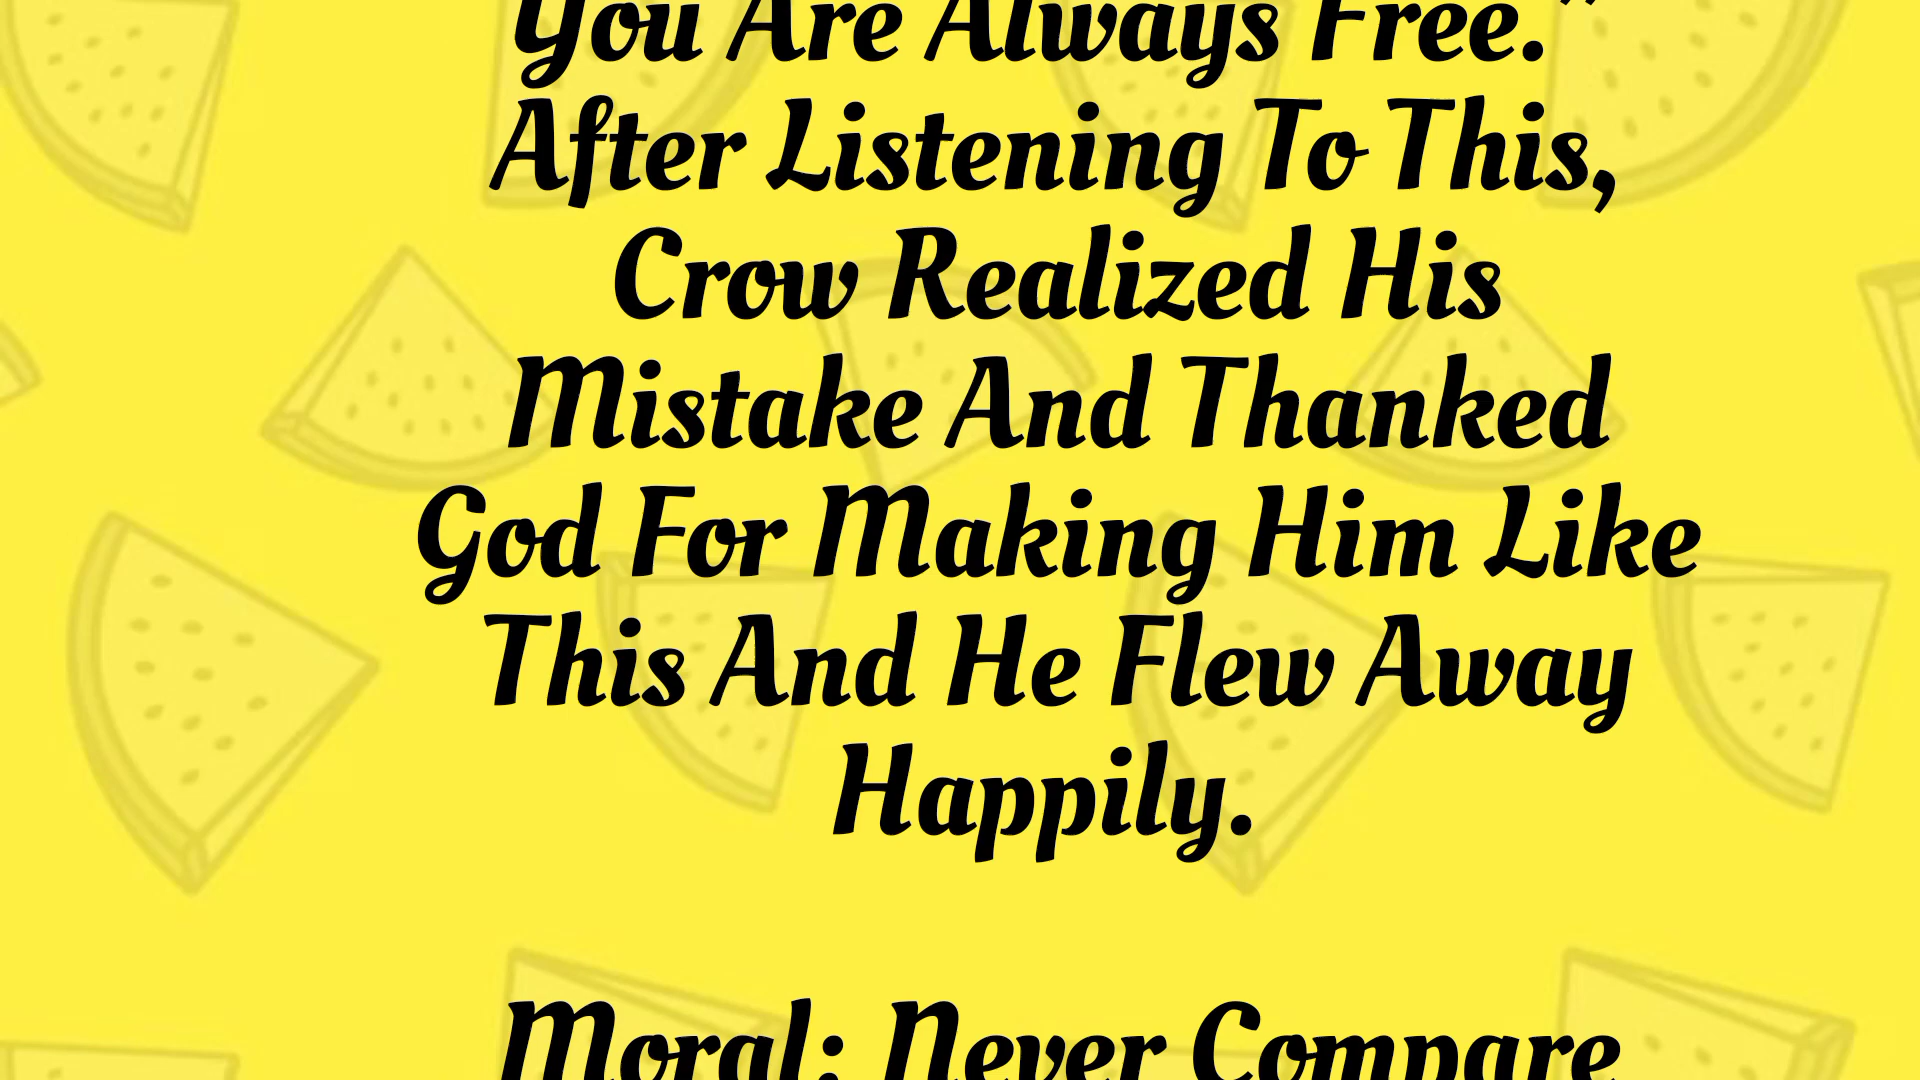 You Are Always Free."
After Listening To This,
Crow Realized His
Mistake And Thanked
God For Making Him Like
This And He Flew Away
Happily.
Moral: Never Compare